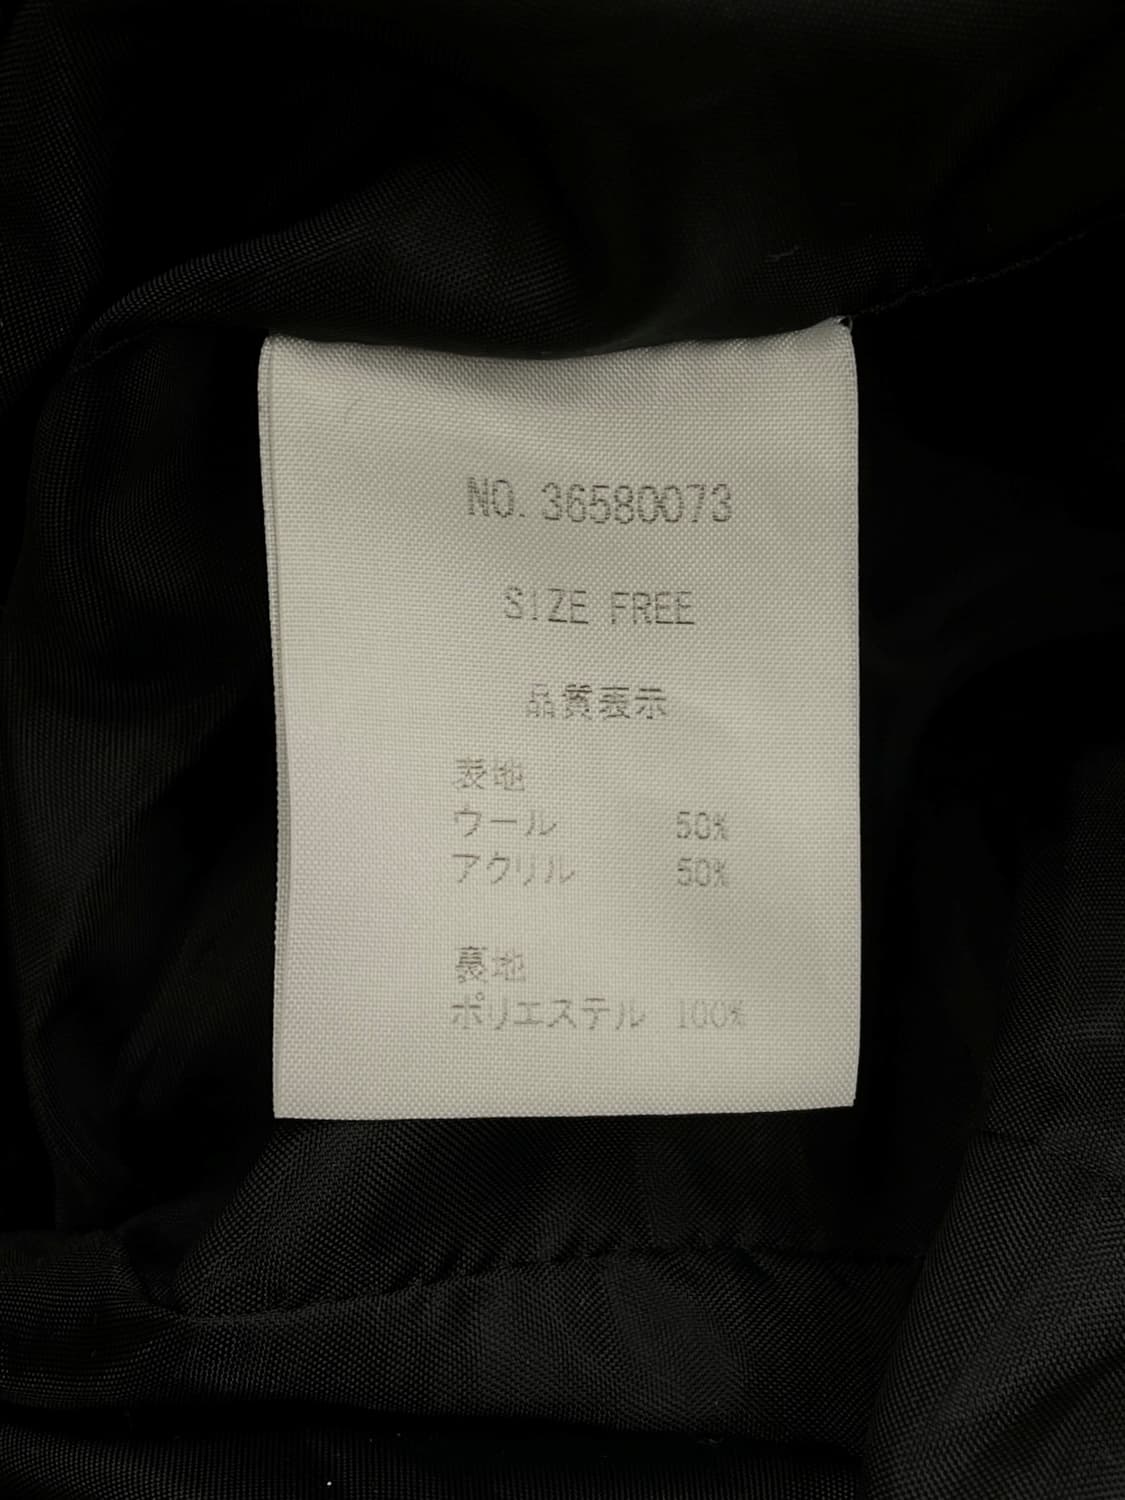 NO. 36580073
SIZE FREE
品質表示
表地
ウール 50%
アクリル 50%
裏地
ポリエステル 100%